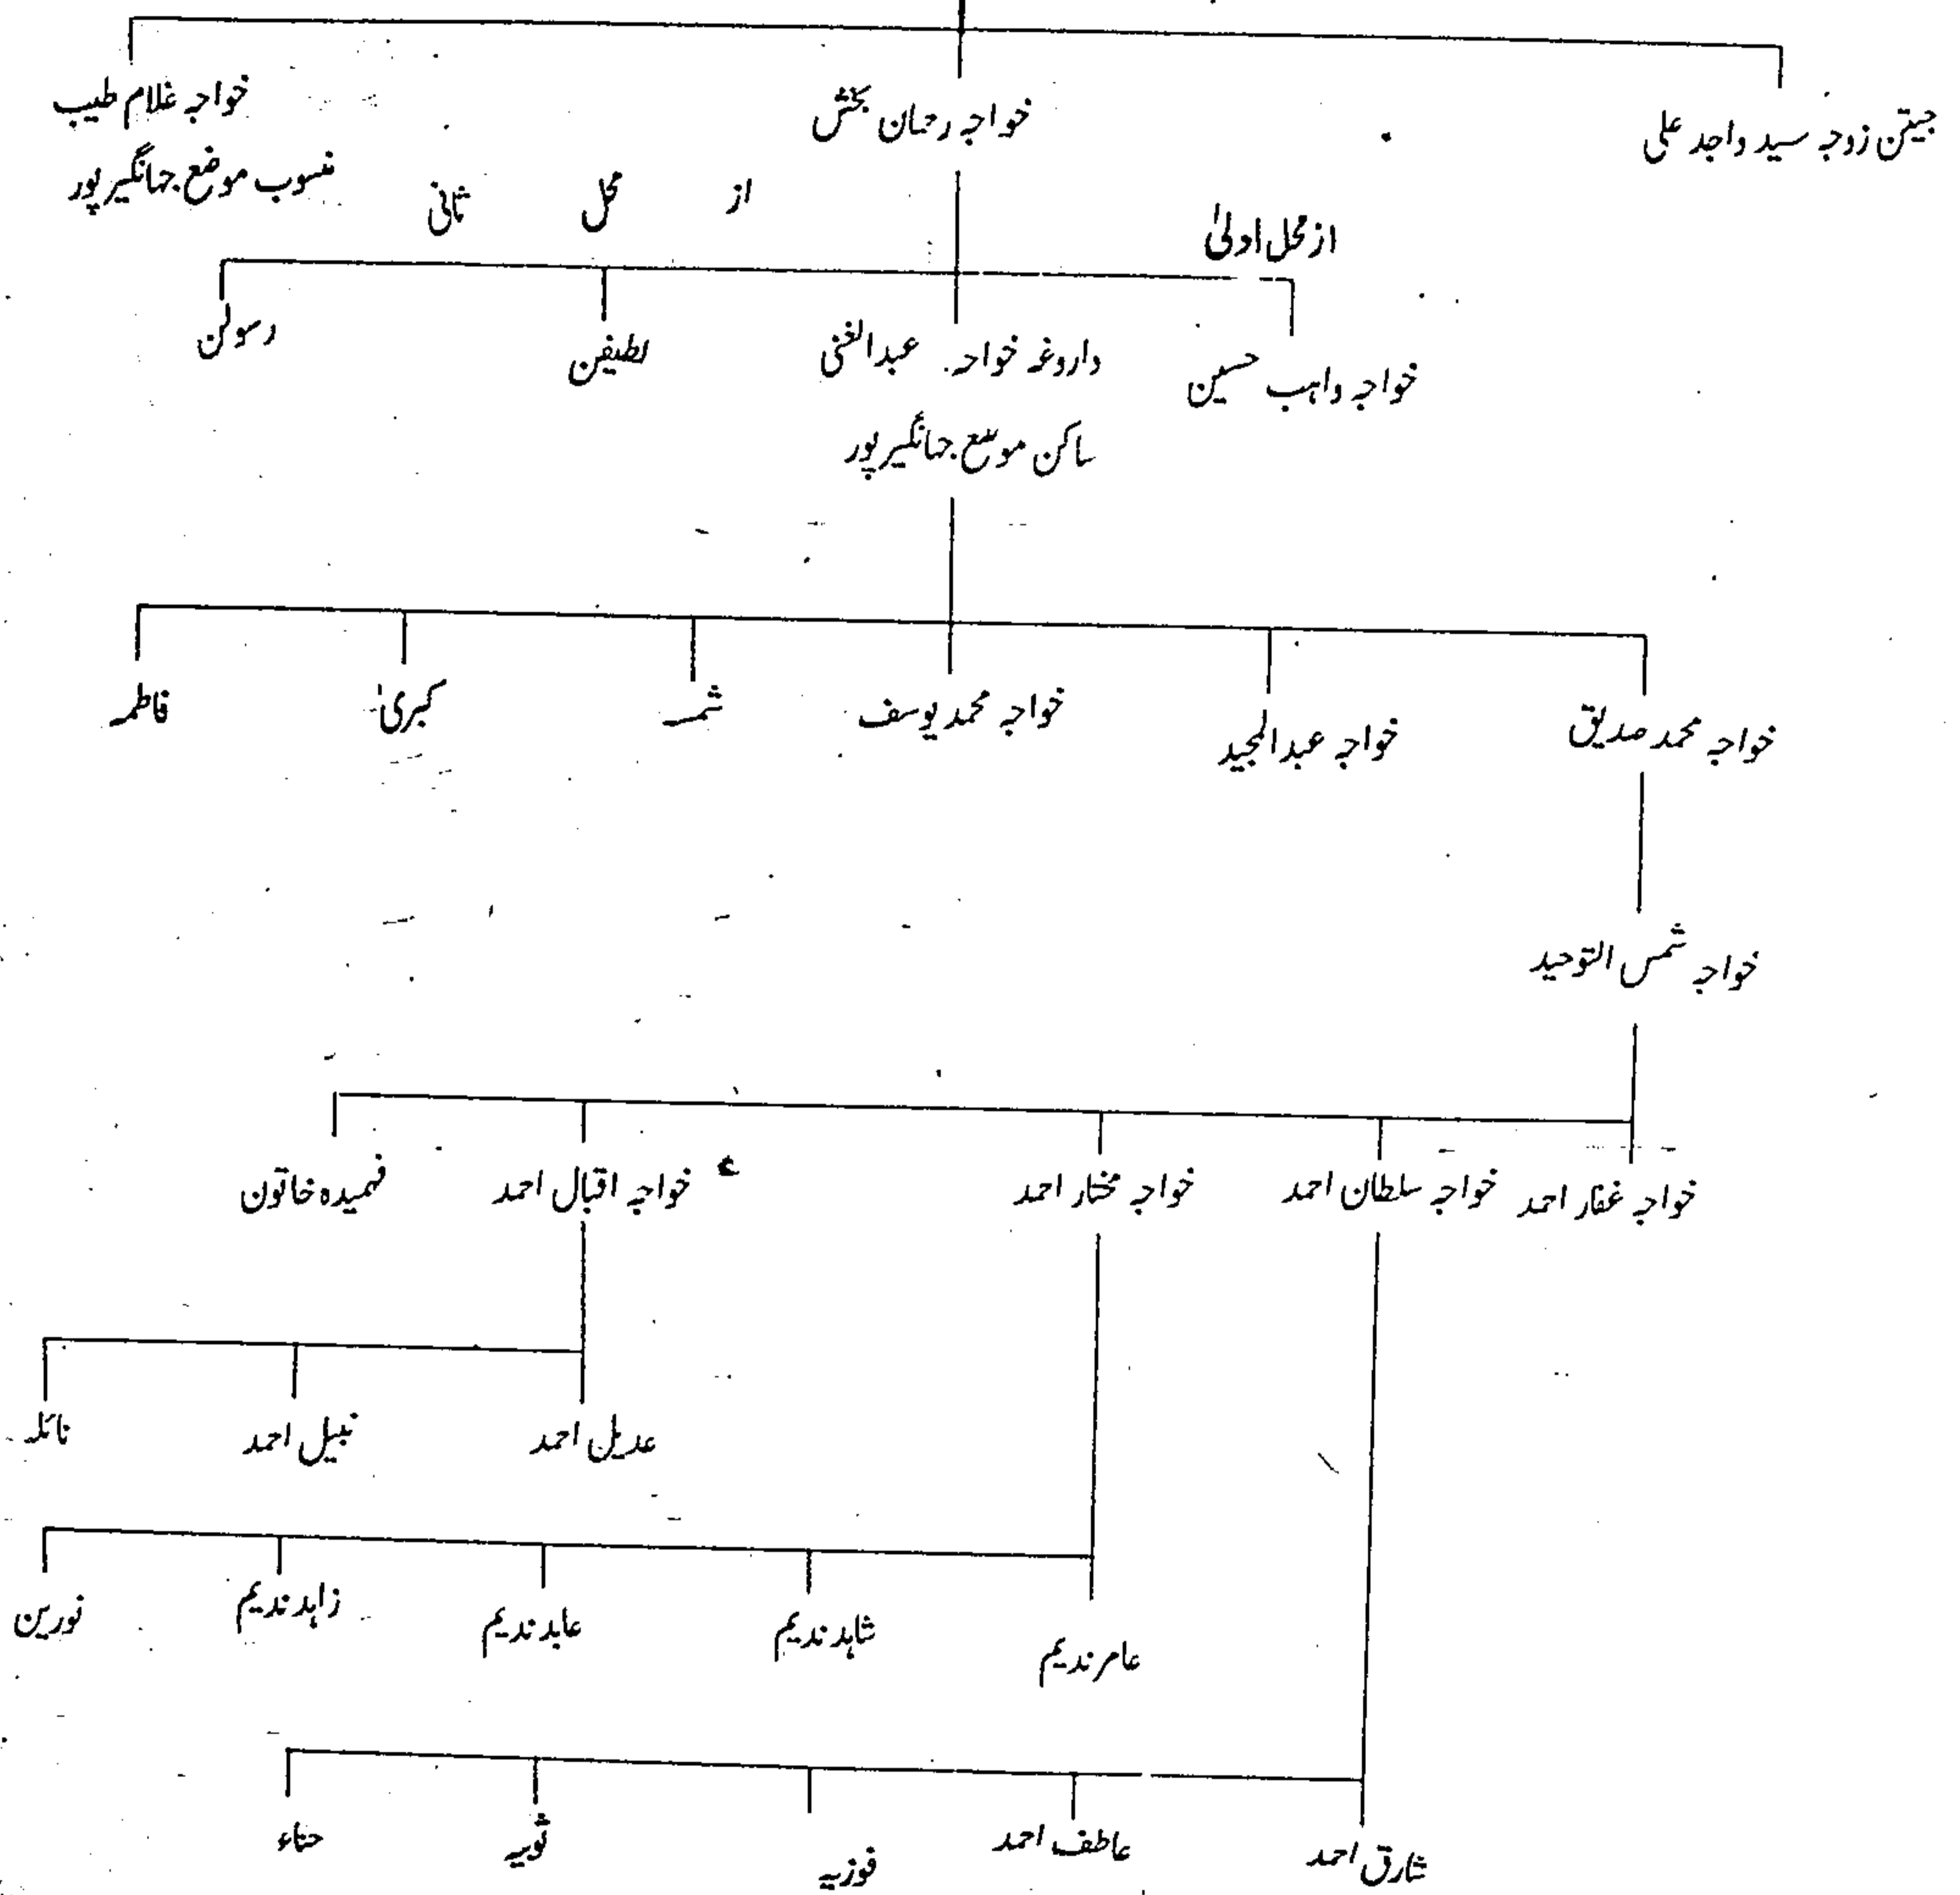 جیتن زوجہ سید واجد علی
خواجہ رحمان بخش
خواجہ غلام طیب
منسوب موضع جہانگیر پور
از محل اولیٰ
از محل ثانی
خواجہ واہب حسین
داروغہ خواجہ عبدالغنی
لطیفن
رسولن
ساکن موضع جہانگیر پور
خواجہ محمد صدیق
خواجہ عبدالمجید
خواجہ محمد یوسف
ثمر
کبریٰ
فاطمہ
خواجہ شمس التوحید
خواجہ غفار احمد
خواجہ سلطان احمد
خواجہ مختار احمد
خواجہ اقبال احمد
فہمیدہ خاتون
عدیل احمد
نبیل احمد
نائلہ
عامر ندیم
شاہد ندیم
عابد ندیم
زاہد ندیم
نورین
شارق احمد
عاطف احمد
فوزیہ
ثوبیہ
حناء